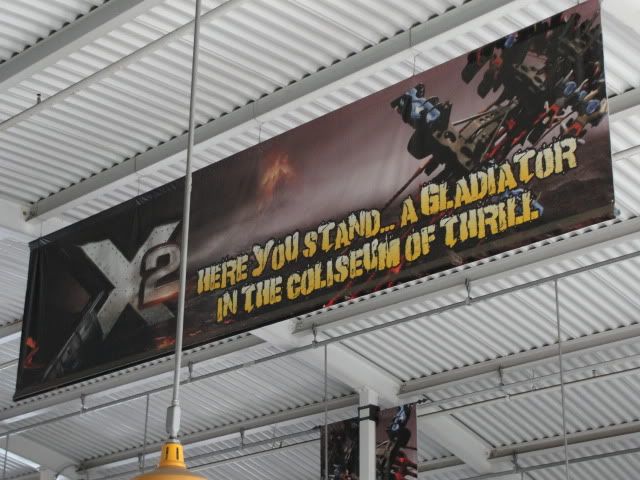 X2
HERE YOU STAND... A GLADIATOR
IN THE COLISEUM OF THRILL